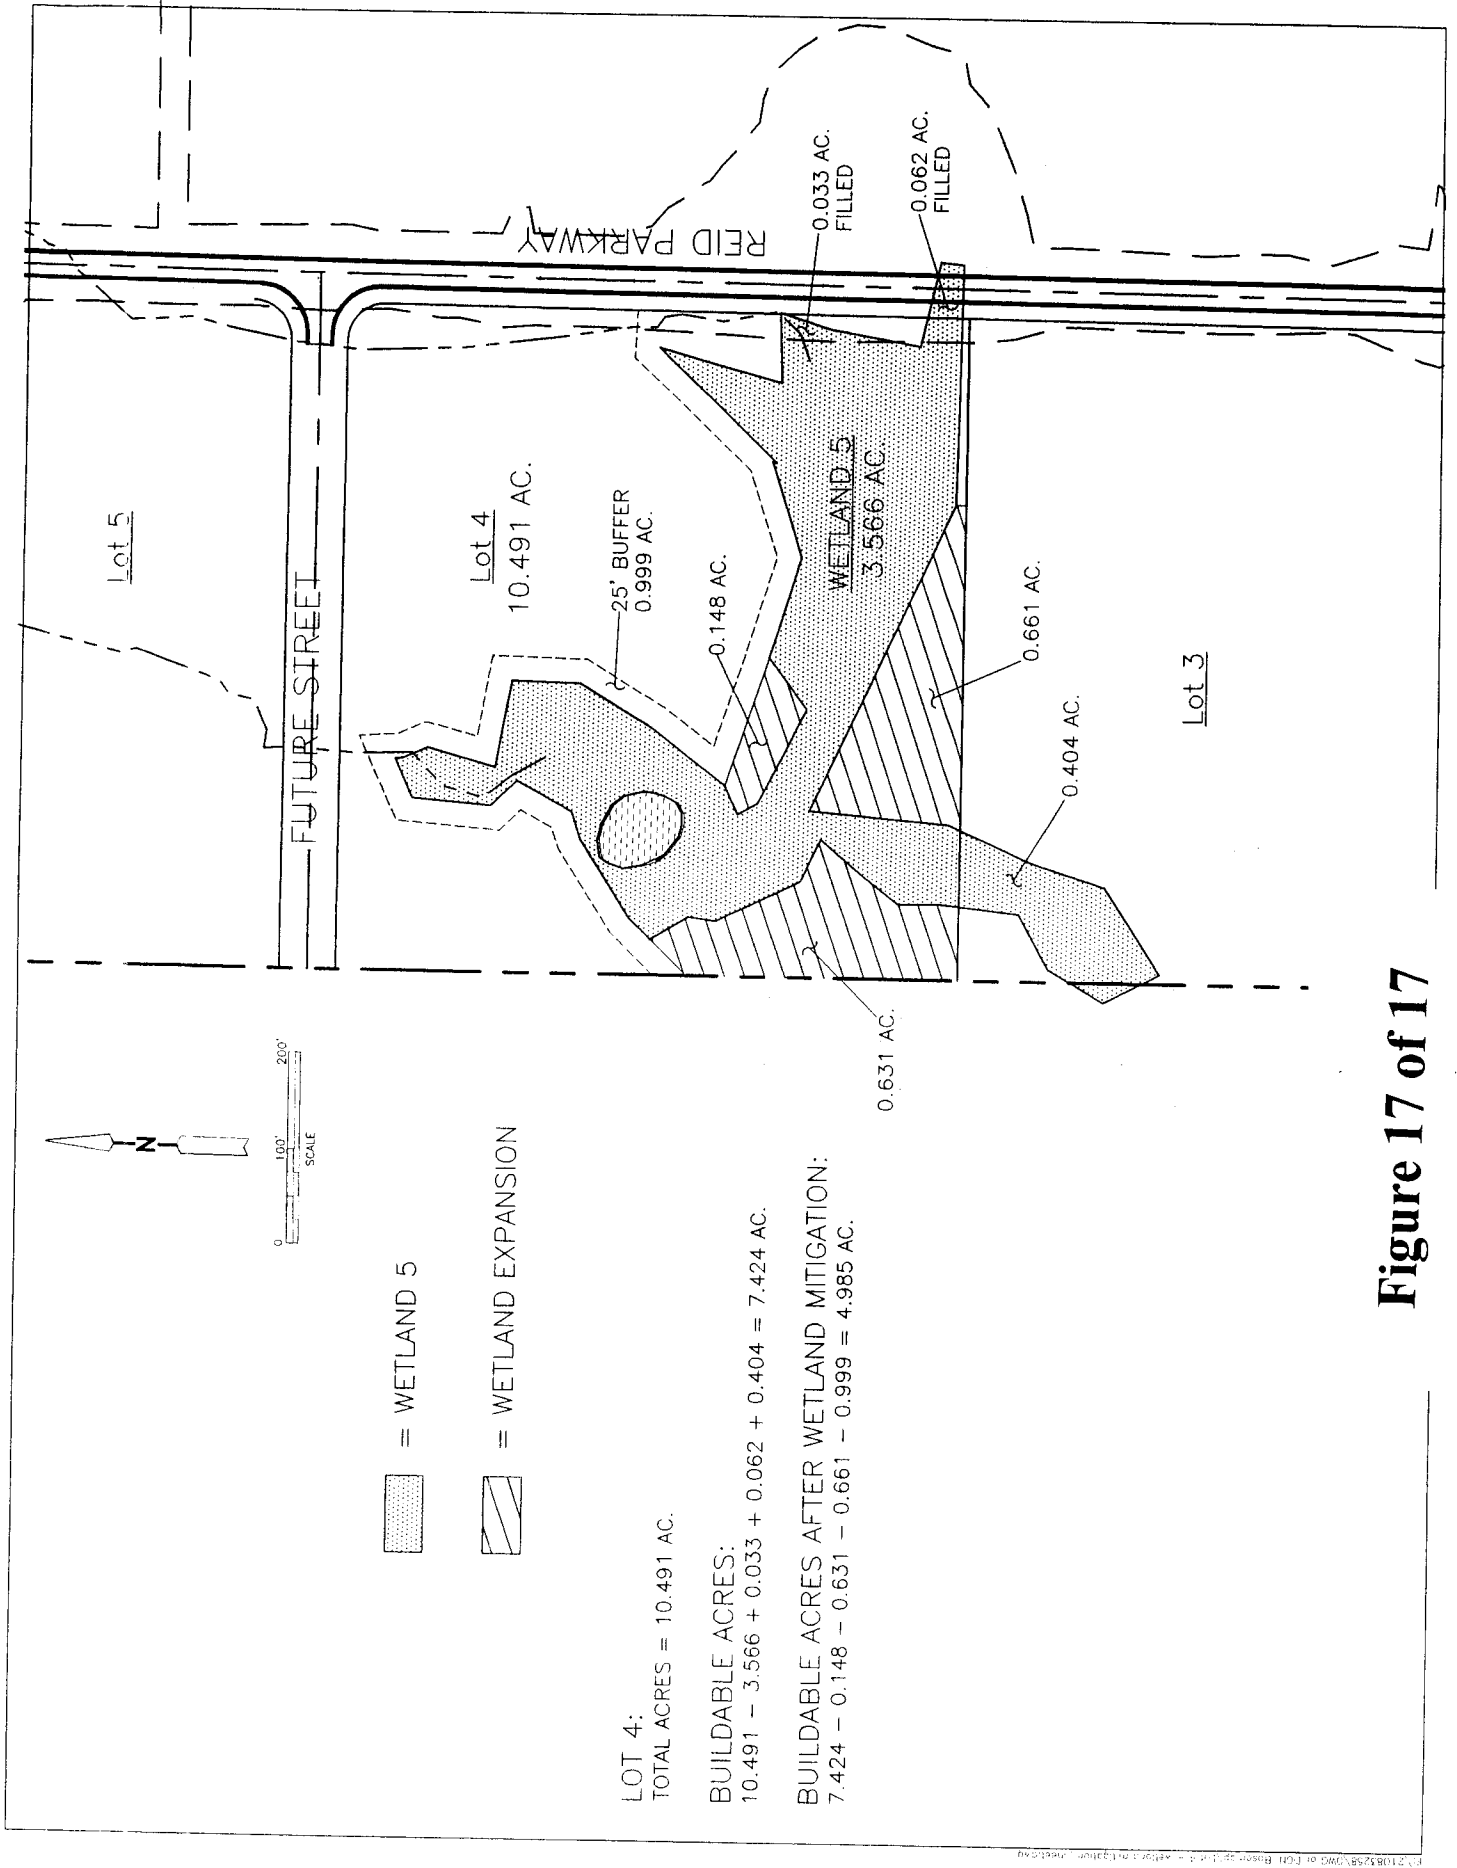 N
0 100' 200'
SCALE
= WETLAND 5
= WETLAND EXPANSION
LOT 4:
TOTAL ACRES = 10.491 AC.
BUILDABLE ACRES:
10.491 – 3.566 + 0.033 + 0.062 + 0.404 = 7.424 AC.
BUILDABLE ACRES AFTER WETLAND MITIGATION:
7.424 – 0.148 – 0.631 – 0.661 – 0.999 = 4.985 AC.
Lot 5
FUTURE STREET
Lot 4
10.491 AC.
25' BUFFER
0.999 AC.
0.148 AC.
WETLAND 5
3.566 AC.
REID PARKWAY
0.033 AC.
FILLED
0.062 AC.
FILLED
0.661 AC.
0.404 AC.
Lot 3
0.631 AC.
Figure 17 of 17